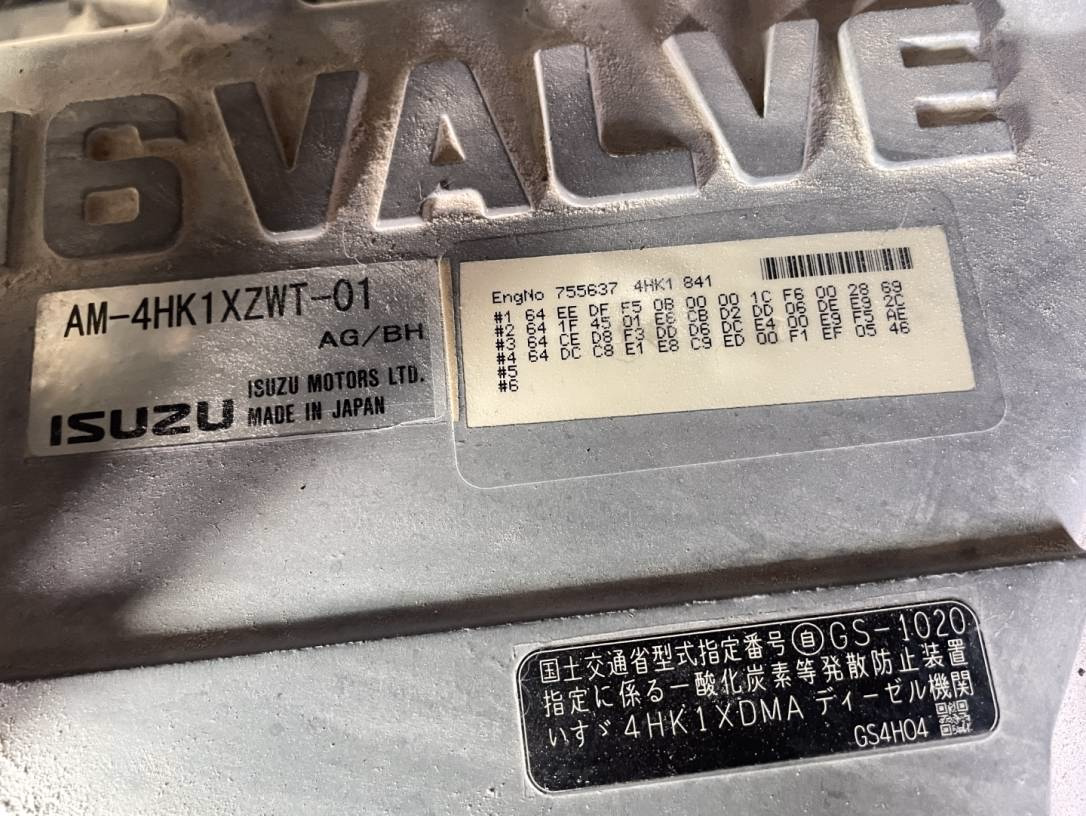 16VALVE
AM-4HK1XZWT-01
AG/BH
ISUZU MOTORS LTD.
ISUZU MADE IN JAPAN
EngNo 755637 4HK1 841
#1 64 EE DF F5 0B 00 00 1C F6 00 28 69
#2 64 1F 45 01 06 CB D2 DD 06 DE E9 2C
#3 64 CE D8 F3 DD D6 DC E4 00 E9 F5 AE
#4 64 DC C8 E1 E8 C9 ED 00 F1 EF 05 46
#5
#6
国土交通省型式指定番号 自 GS-1020
指定に係る一酸化炭素等発散防止装置
いすゞ 4HK1XDMA ディーゼル機関
GS4H04